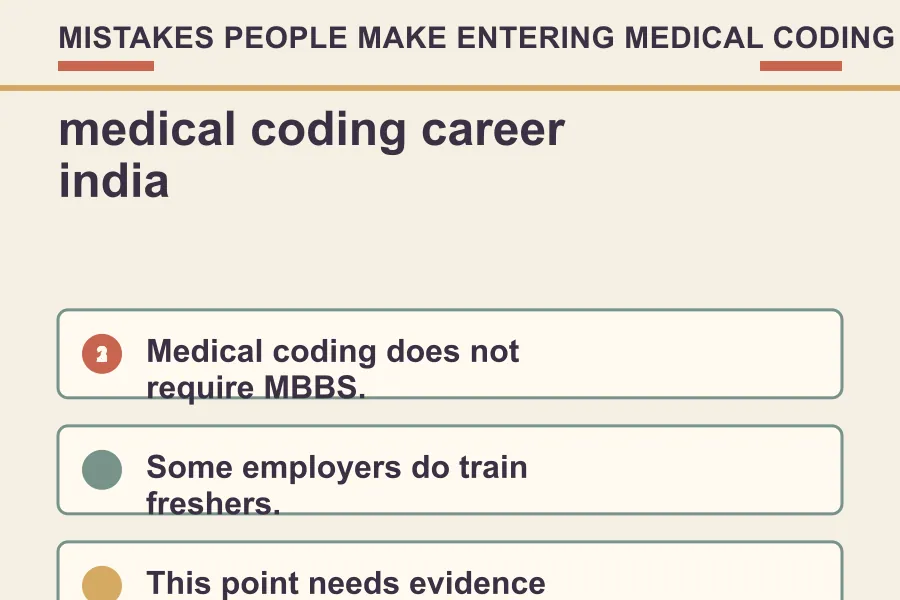 MISTAKES PEOPLE MAKE ENTERING MEDICAL CODING
medical coding career
india
Medical coding does not
require MBBS.
Some employers do train
freshers.
This point needs evidence